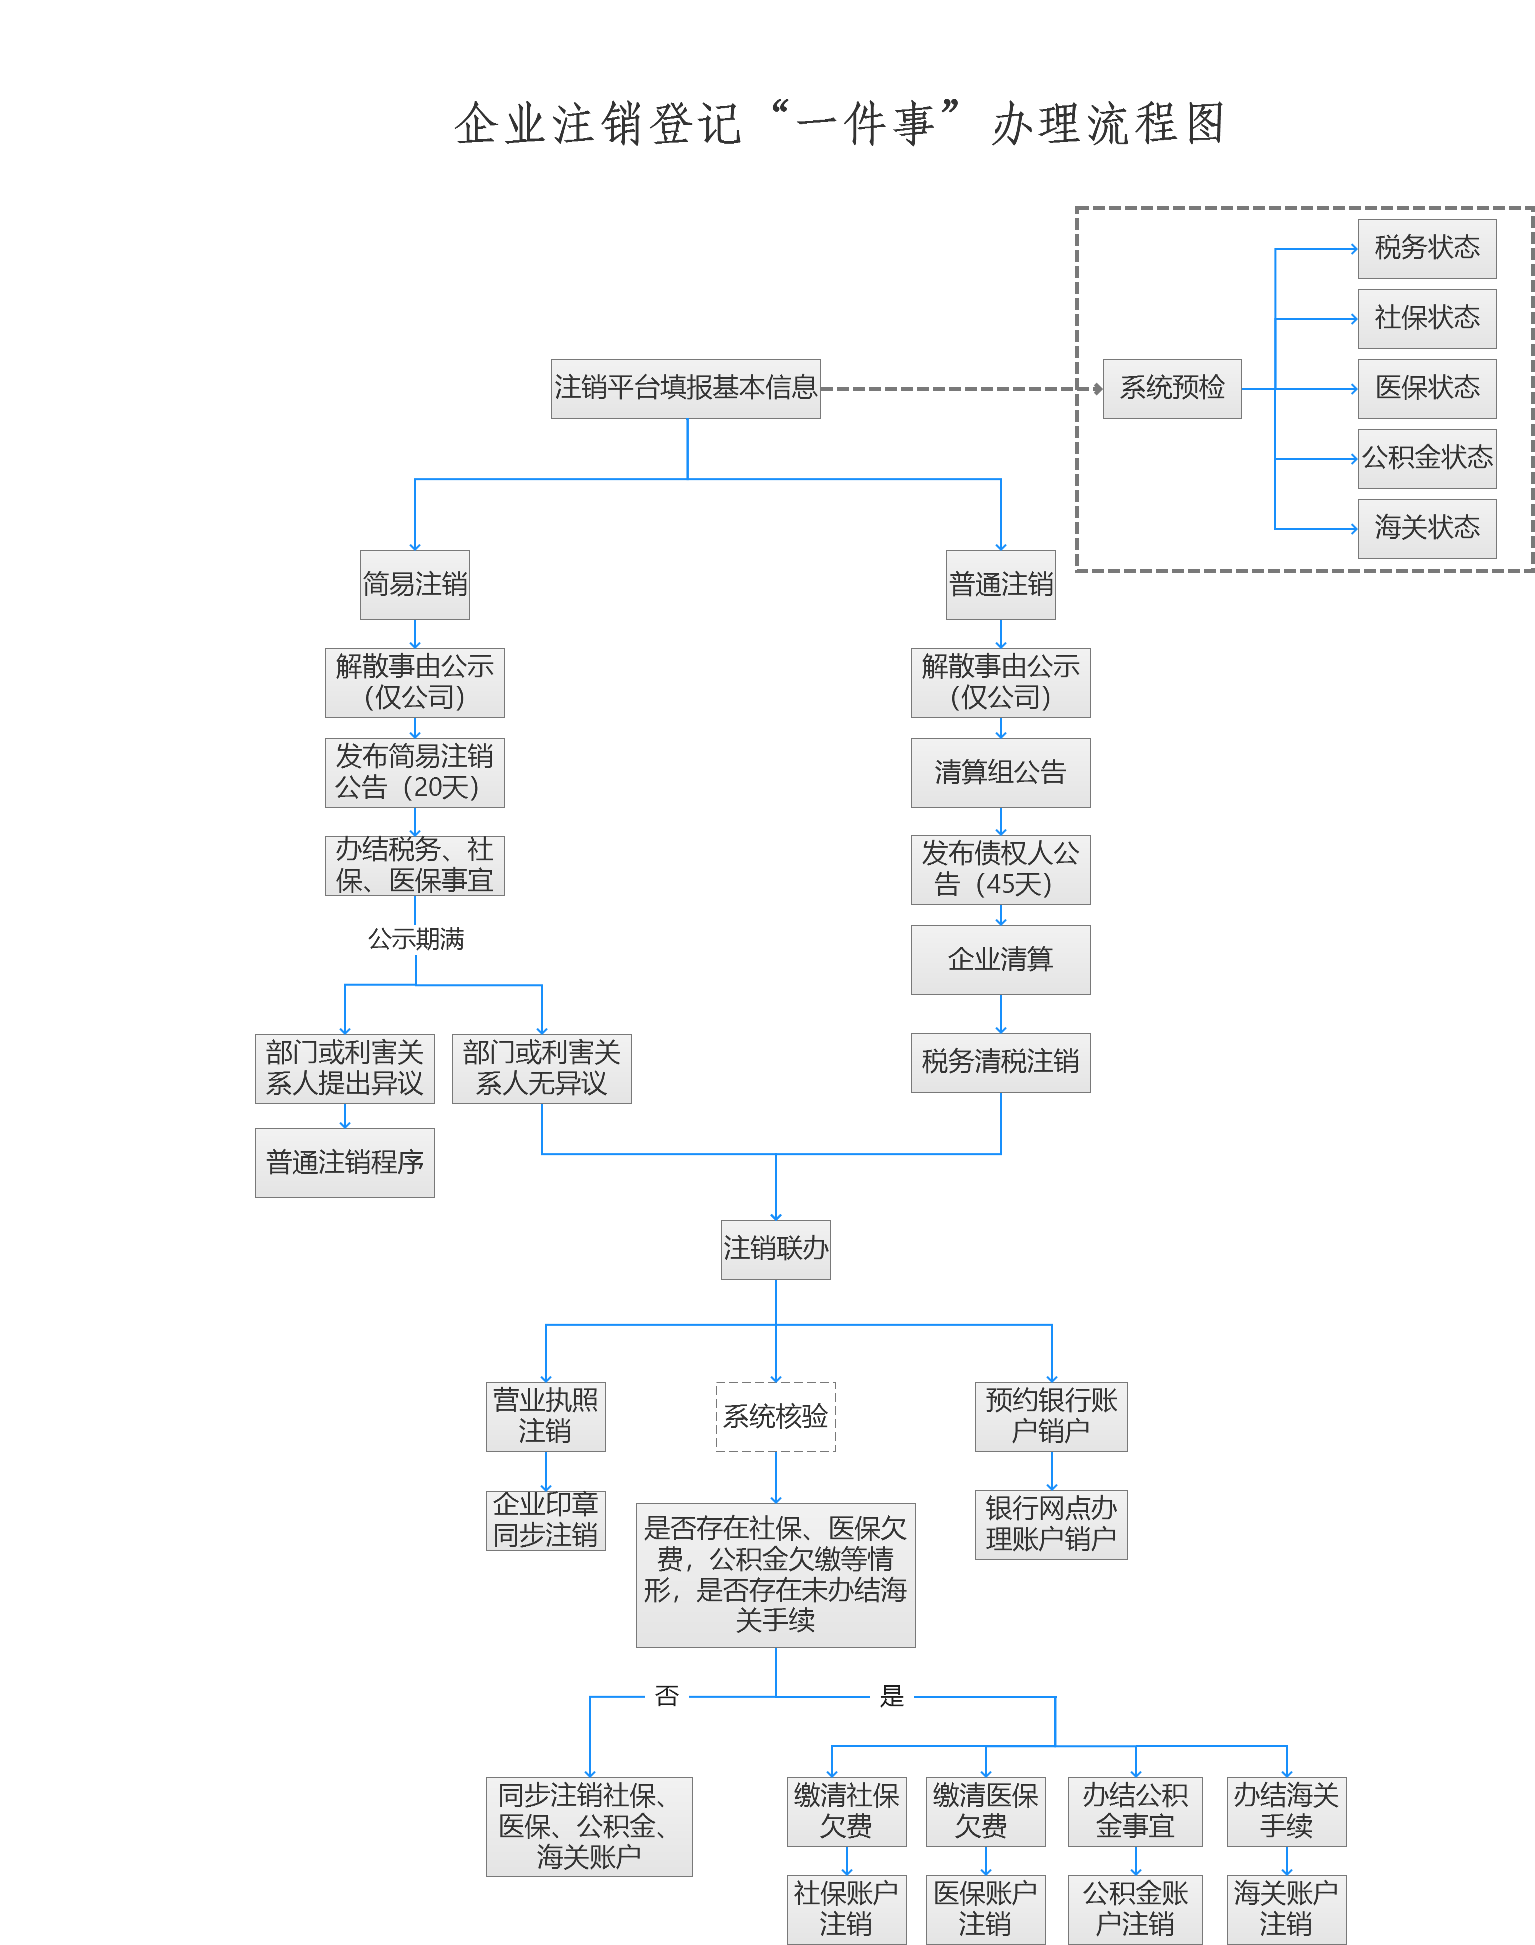 企业注销登记“一件事”办理流程图
税务状态
社保状态
注销平台填报基本信息
系统预检
医保状态
公积金状态
海关状态
简易注销
普通注销
解散事由公示
（仅公司）
解散事由公示
（仅公司）
发布简易注销
公告（20天）
清算组公告
办结税务、社
保、医保事宜
发布债权人公
告（45天）
公示期满
企业清算
部门或利害关
系人提出异议
部门或利害关
系人无异议
税务清税注销
普通注销程序
注销联办
营业执照
注销
系统核验
预约银行账
户销户
企业印章
同步注销
银行网点办
理账户销户
是否存在社保、医保欠
费，公积金欠缴等情
形，是否存在未办结海
关手续
否
是
同步注销社保、
医保、公积金、
海关账户
缴清社保
欠费
缴清医保
欠费
办结公积
金事宜
办结海关
手续
社保账户
注销
医保账户
注销
公积金账
户注销
海关账户
注销